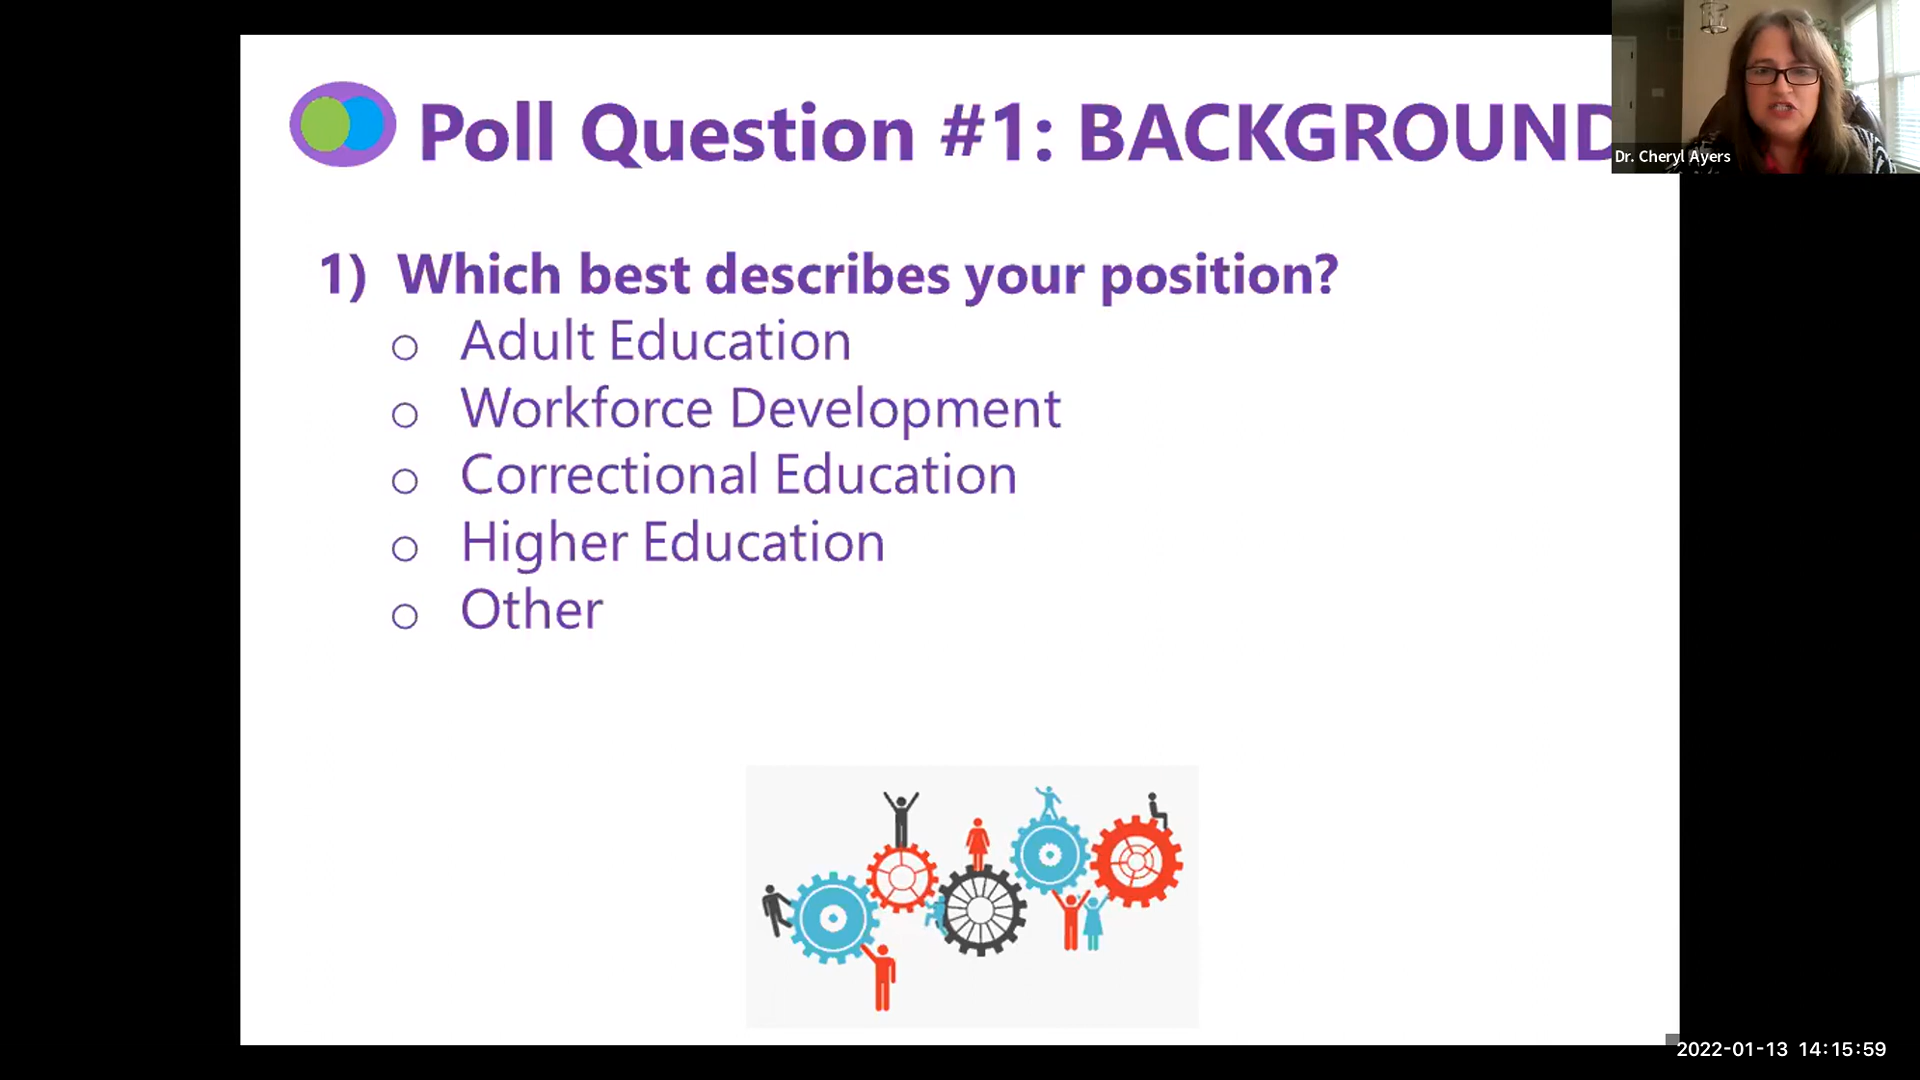 Poll Question #1: BACKGROUND
Dr. Cheryl Ayers
1) Which best describes your position?
o Adult Education
o Workforce Development
o Correctional Education
o Higher Education
o Other
2022-01-13 14:15:59